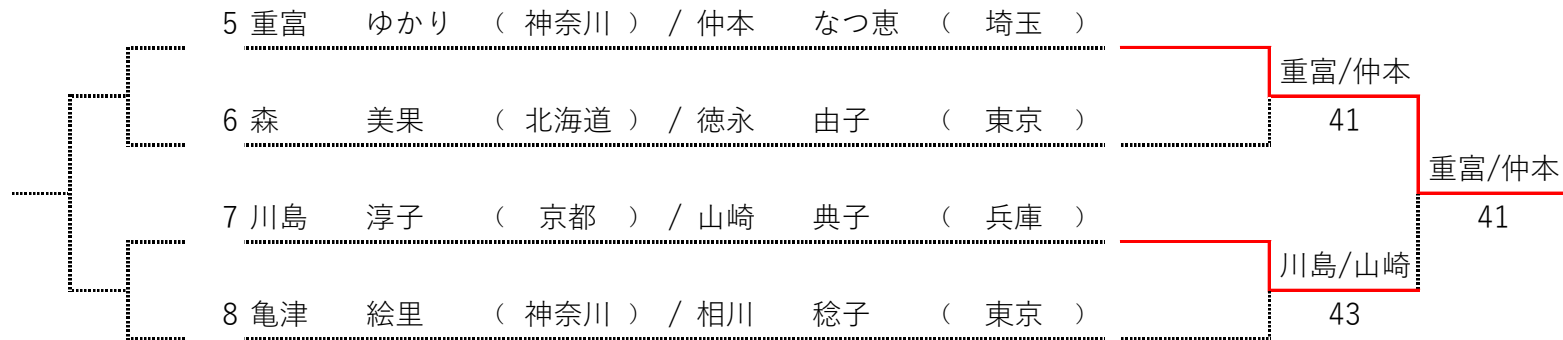 5 重富 ゆかり ( 神奈川 ) / 仲本 なつ恵 ( 埼玉 )
重富/仲本
6 森 美果 ( 北海道 ) / 徳永 由子 ( 東京 )
41
重富/仲本
7 川島 淳子 ( 京都 ) / 山崎 典子 ( 兵庫 )
41
川島/山崎
8 亀津 絵里 ( 神奈川 ) / 相川 稔子 ( 東京 )
43